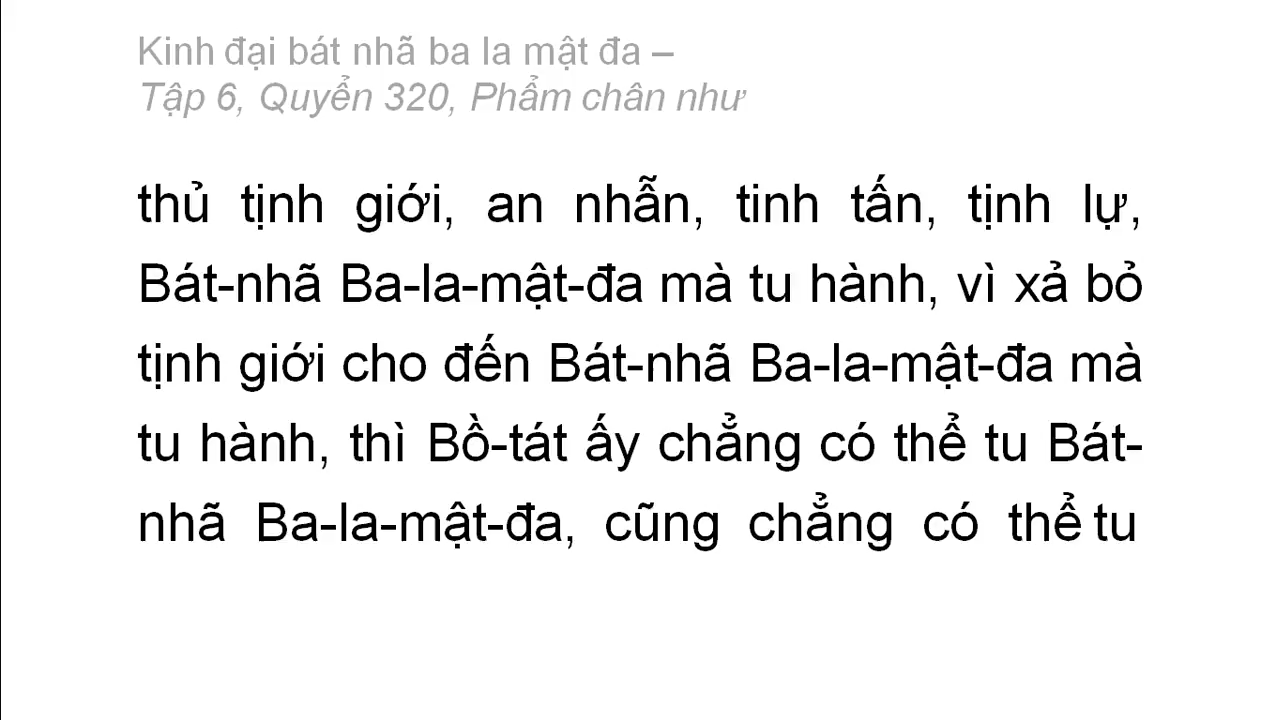 Kinh đại bát nhã ba la mật đa –
Tập 6, Quyển 320, Phẩm chân như
thủ tịnh giới, an nhẫn, tinh tấn, tịnh lự,
Bát-nhã Ba-la-mật-đa mà tu hành, vì xả bỏ
tịnh giới cho đến Bát-nhã Ba-la-mật-đa mà
tu hành, thì Bồ-tát ấy chẳng có thể tu Bát-
nhã Ba-la-mật-đa, cũng chẳng có thể tu